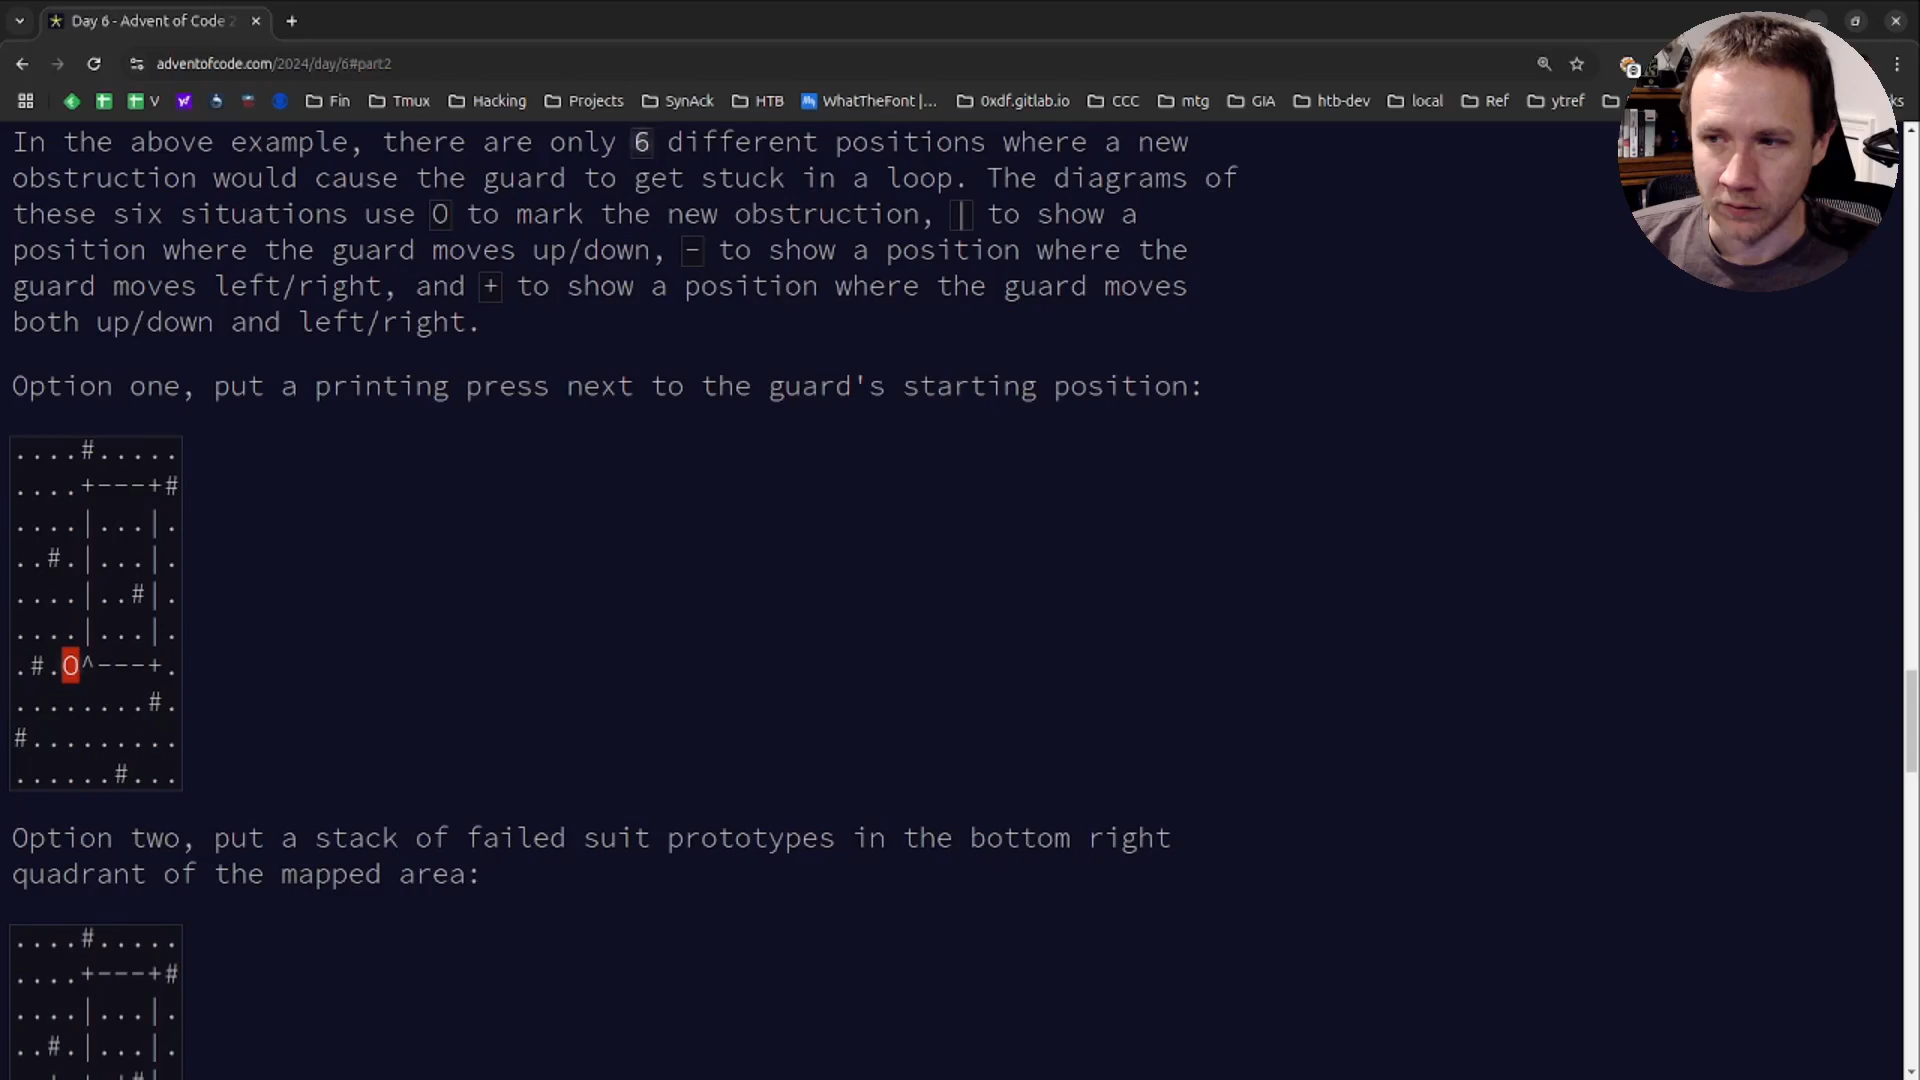 Day 6 - Advent of Code 2
adventofcode.com/2024/day/6#part2
V
Fin
Tmux
Hacking
Projects
SynAck
HTB
WhatTheFont |...
0xdf.gitlab.io
CCC
mtg
GIA
htb-dev
local
Ref
ytref
ks
In the above example, there are only 6 different positions where a new
obstruction would cause the guard to get stuck in a loop. The diagrams of
these six situations use O to mark the new obstruction, | to show a
position where the guard moves up/down, - to show a position where the
guard moves left/right, and + to show a position where the guard moves
both up/down and left/right.
Option one, put a printing press next to the guard's starting position:
....#.....
....+---+#
....|...|.
..#.|...|.
....|..#|.
....|...|.
.#.O^---+.
........#.
#.........
......#...
Option two, put a stack of failed suit prototypes in the bottom right
quadrant of the mapped area:
....#.....
....+---+#
....|...|.
..#.|...|.